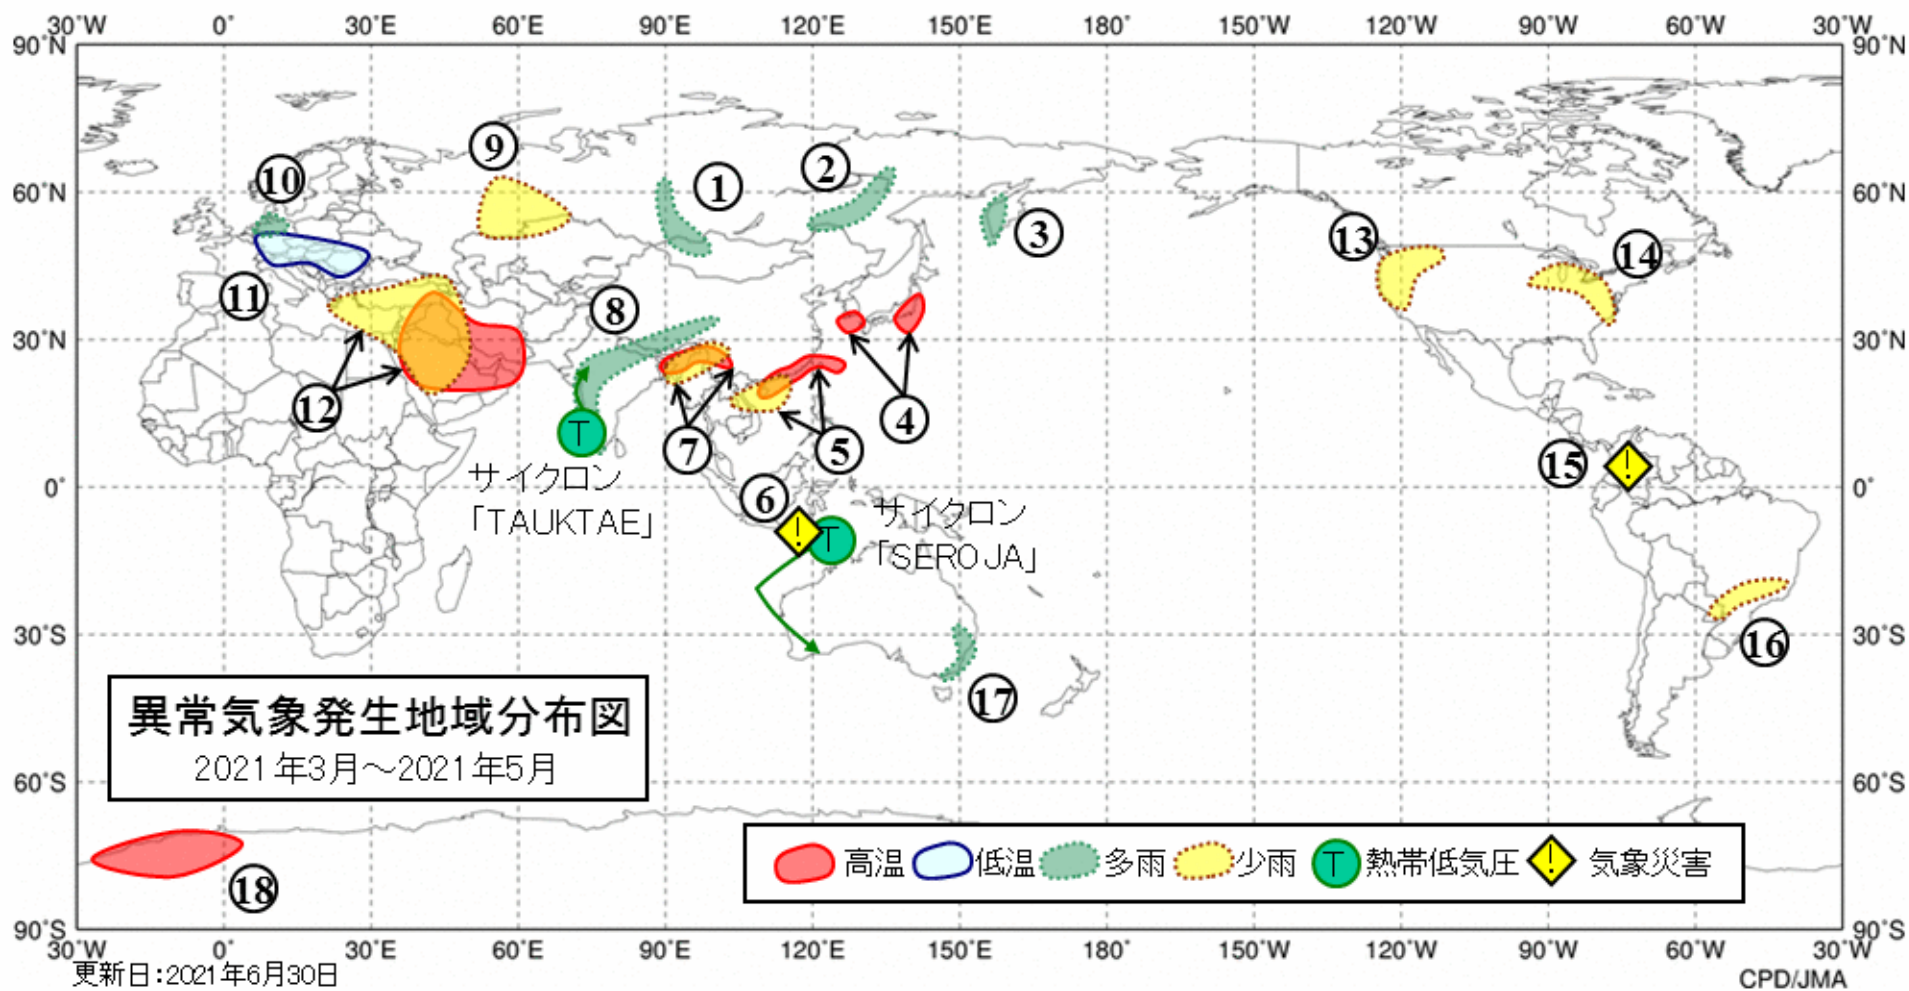 30°W 0° 30°E 60°E 90°E 120°E 150°E 180° 150°W 120°W 90°W 60°W 30°W
90°N 90°N
9
10 1 2
60°N 60°N
3 13 14
11 8
30°N 30°N
12 7 5 4
T
サイクロン
「TAUKTAE」
15 !
0° 0°
6
! T
サイクロン
「SEROJA」
30°S 30°S
16
17
異常気象発生地域分布図
2021年3月~2021年5月
60°S 60°S
18
高温 低温 多雨 少雨 T 熱帯低気圧 ! 気象災害
90°S 90°S
30°W 0° 30°E 60°E 90°E 120°E 150°E 180° 150°W 120°W 90°W 60°W 30°W
更新日:2021年6月30日
CPD/JMA